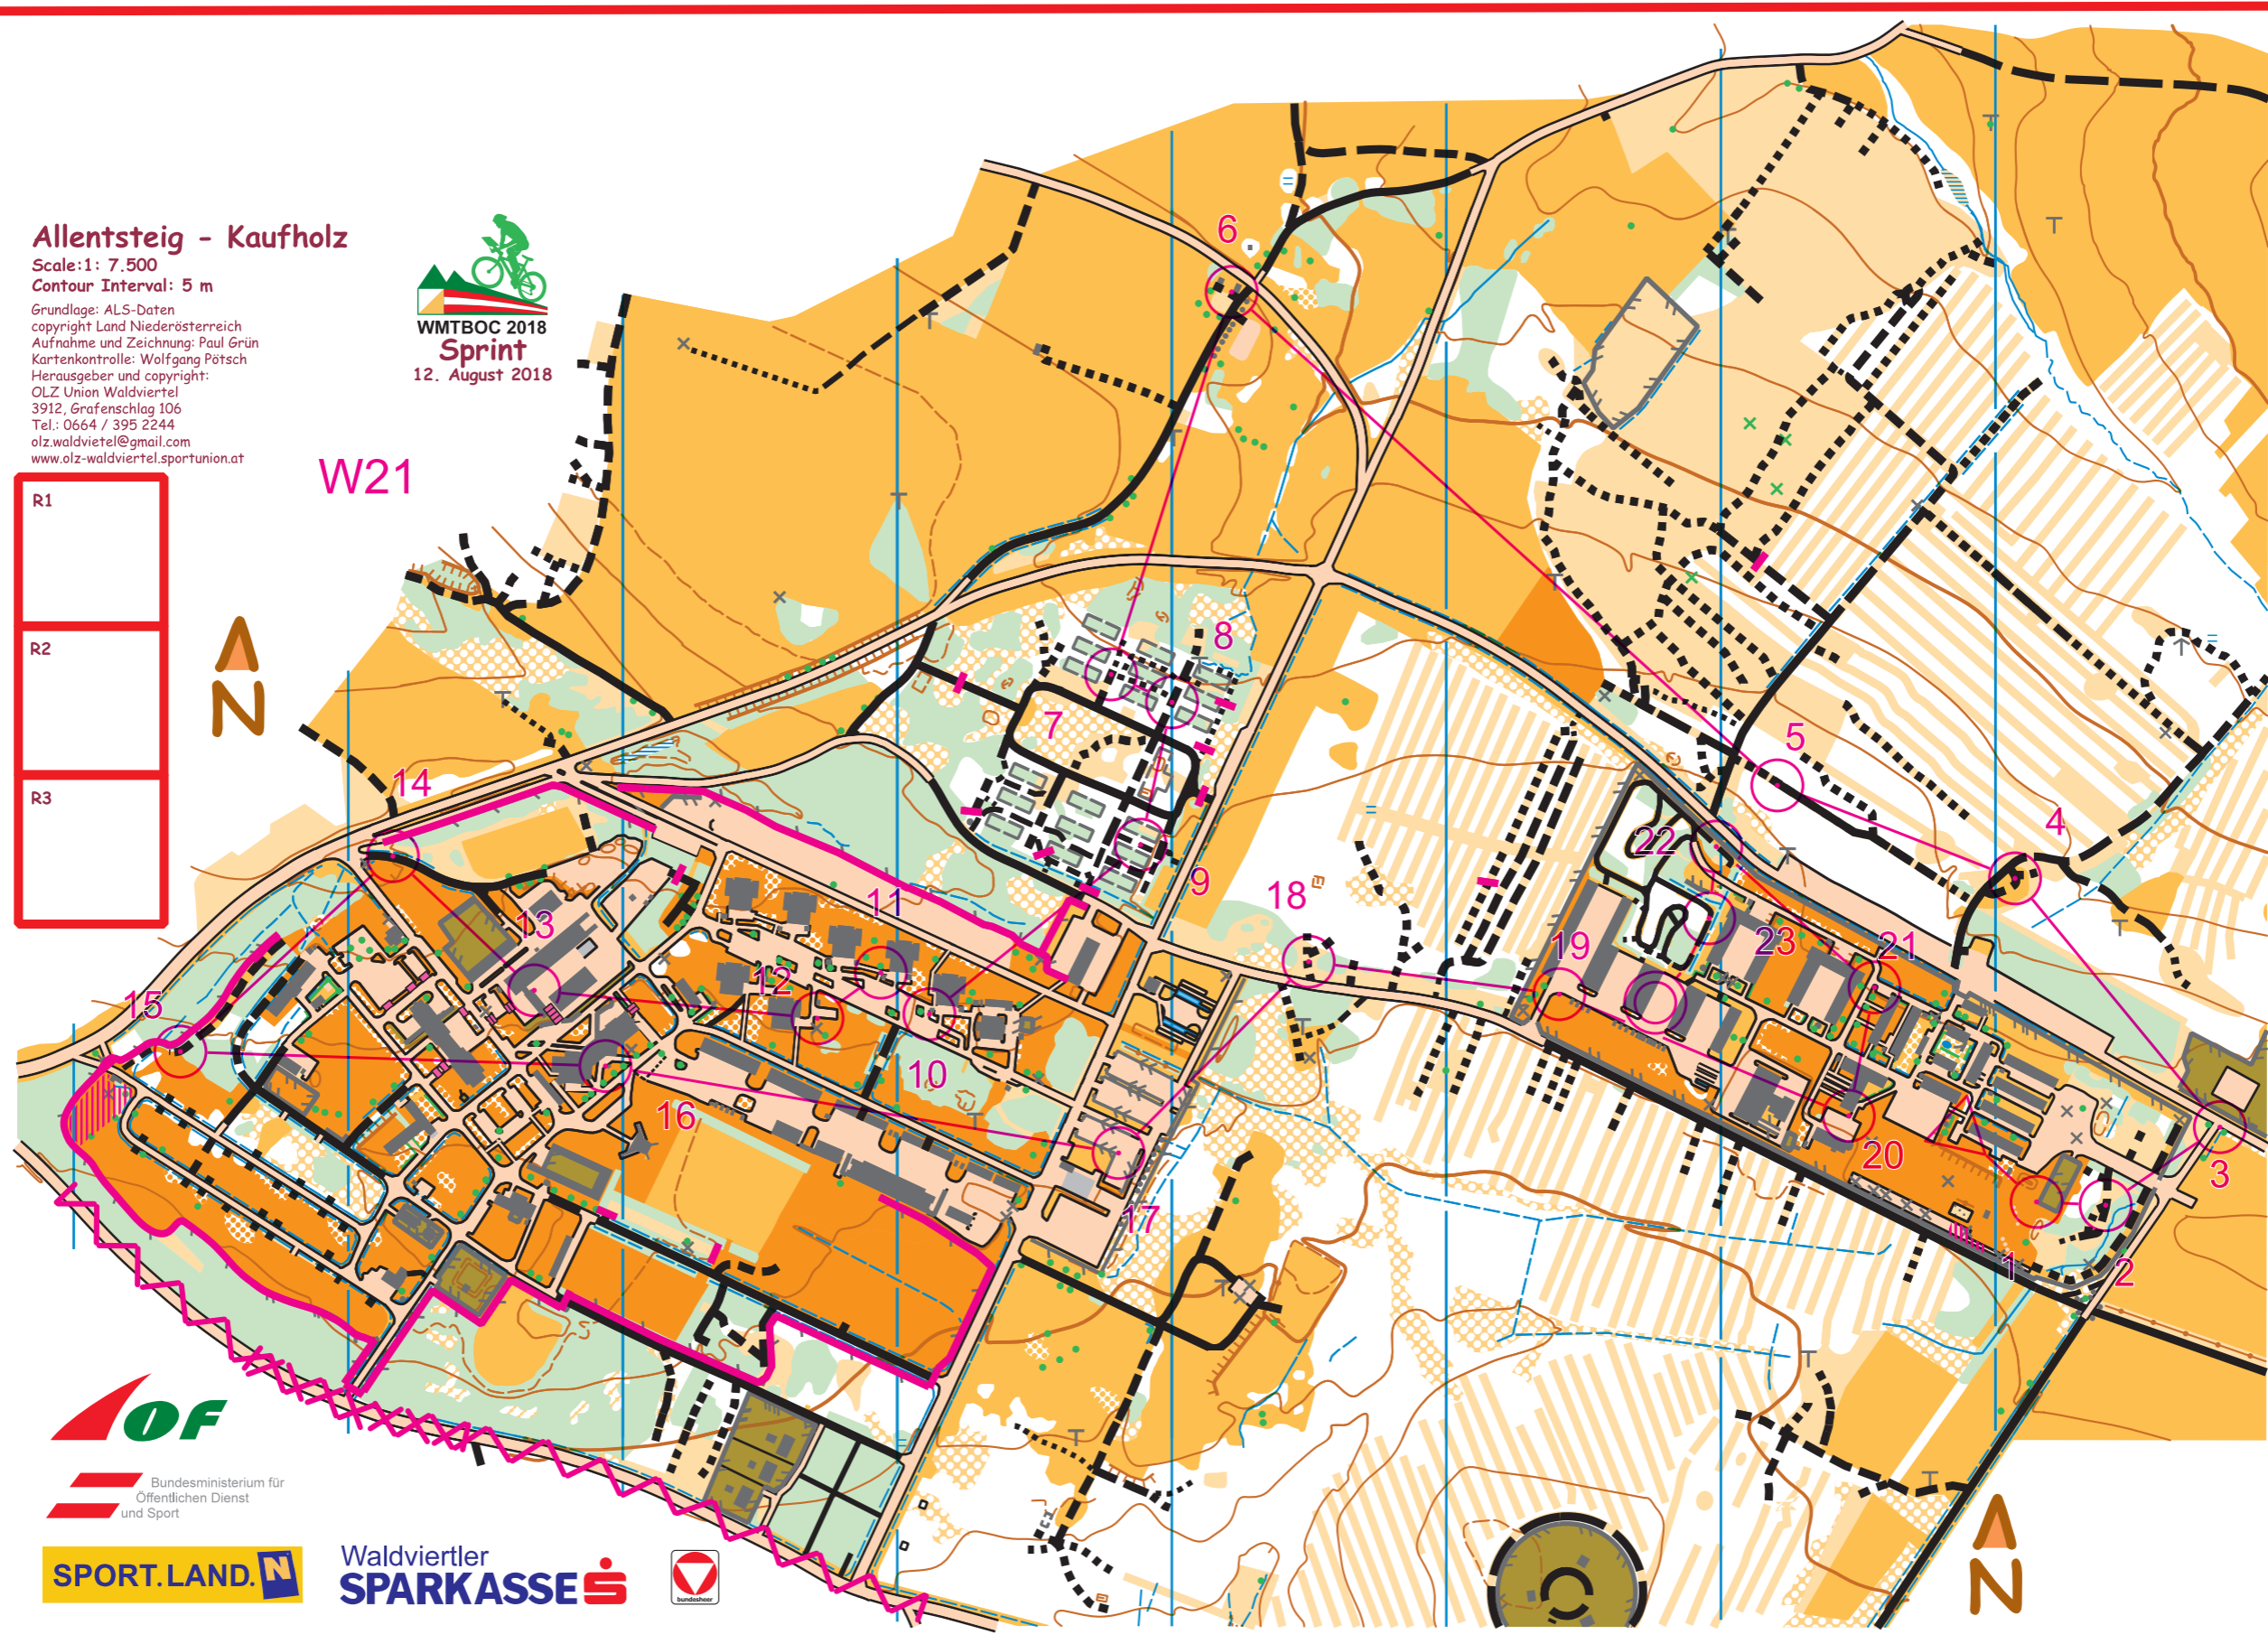 Allentsteig - Kaufholz
Scale:1: 7.500
Contour Interval: 5 m
Grundlage: ALS-Daten
copyright Land Niederösterreich
Aufnahme und Zeichnung: Paul Grün
Kartenkontrolle: Wolfgang Pötsch
Herausgeber und copyright:
OLZ Union Waldviertel
3912, Grafenschlag 106
Tel.: 0664 / 395 2244
olz.waldvietel@gmail.com
www.olz-waldviertel.sportunion.at
WMTBOC 2018
Sprint
12. August 2018
W21
R1
R2
R3
N
6
8
7
5
4
14
13
11
9
18
22
19
23
21
12
15
10
16
17
20
3
1
2
IOF
Bundesministerium für
Öffentlichen Dienst
und Sport
SPORT.LAND.N
Waldviertler
SPARKASSE S
bundesheer
N